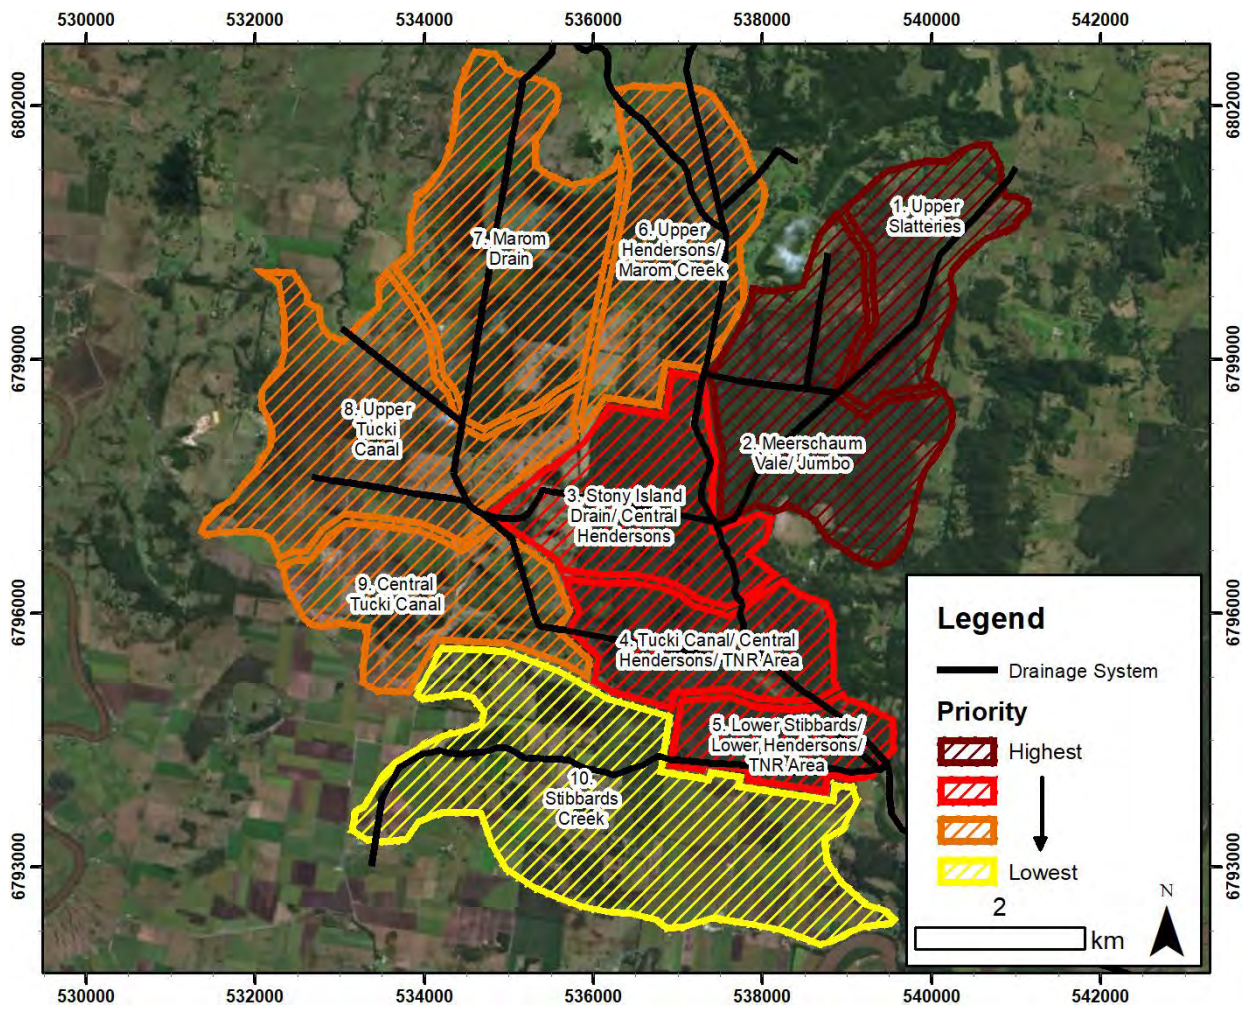 530000 532000 534000 536000 538000 540000 542000
6802000 6802000
1. Upper
Slatteries
6. Upper
Hendersons/
Marom Creek
7. Marom
Drain
6799000 6799000
8. Upper
Tucki
Canal
2. Meerschaum
Vale/ Jumbo
3. Stony Island
Drain/ Central
Hendersons
9. Central
Tucki Canal
6796000 6796000
4. Tucki Canal/ Central
Hendersons/ TNR Area
5. Lower Stibbards/
Lower Hendersons/
TNR Area
10.
Stibbards
Creek
6793000 6793000
Legend
Drainage System
Priority
Highest
Lowest
2
km
N
530000 532000 534000 536000 538000 540000 542000